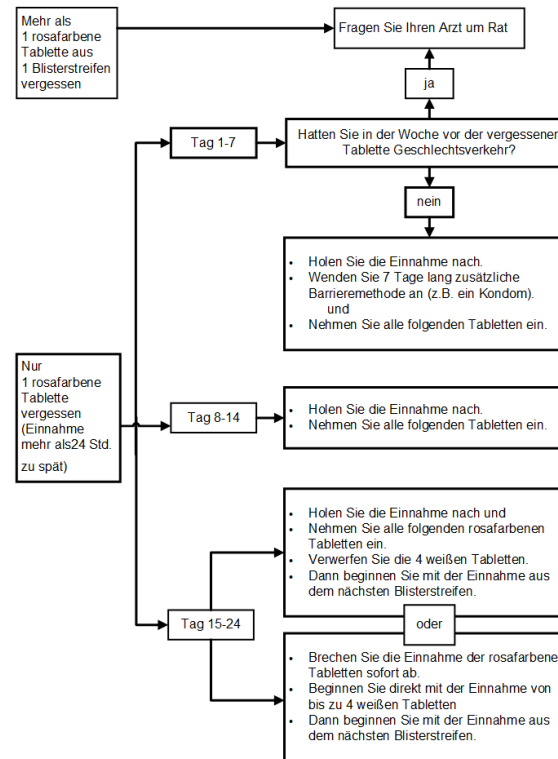 Mehr als
1 rosafarbene
Tablette aus
1 Blisterstreifen
vergessen
Fragen Sie Ihren Arzt um Rat
ja
Tag 1-7
Hatten Sie in der Woche vor der vergessenen
Tablette Geschlechtsverkehr?
nein
• Holen Sie die Einnahme nach.
• Wenden Sie 7 Tage lang zusätzliche
Barrieremethode an (z.B. ein Kondom).
und
• Nehmen Sie alle folgenden Tabletten ein.
Nur
1 rosafarbene
Tablette
vergessen
(Einnahme
mehr als24 Std.
zu spät)
Tag 8-14
• Holen Sie die Einnahme nach.
• Nehmen Sie alle folgenden Tabletten ein.
Tag 15-24
• Holen Sie die Einnahme nach und
• Nehmen Sie alle folgenden rosafarbenen
Tabletten ein.
• Verwerfen Sie die 4 weißen Tabletten.
• Dann beginnen Sie mit der Einnahme aus
dem nächsten Blisterstreifen.
oder
• Brechen Sie die Einnahme der rosafarbene
Tabletten sofort ab.
• Beginnen Sie direkt mit der Einnahme von
bis zu 4 weißen Tabletten
• Dann beginnen Sie mit der Einnahme aus
dem nächsten Blisterstreifen.